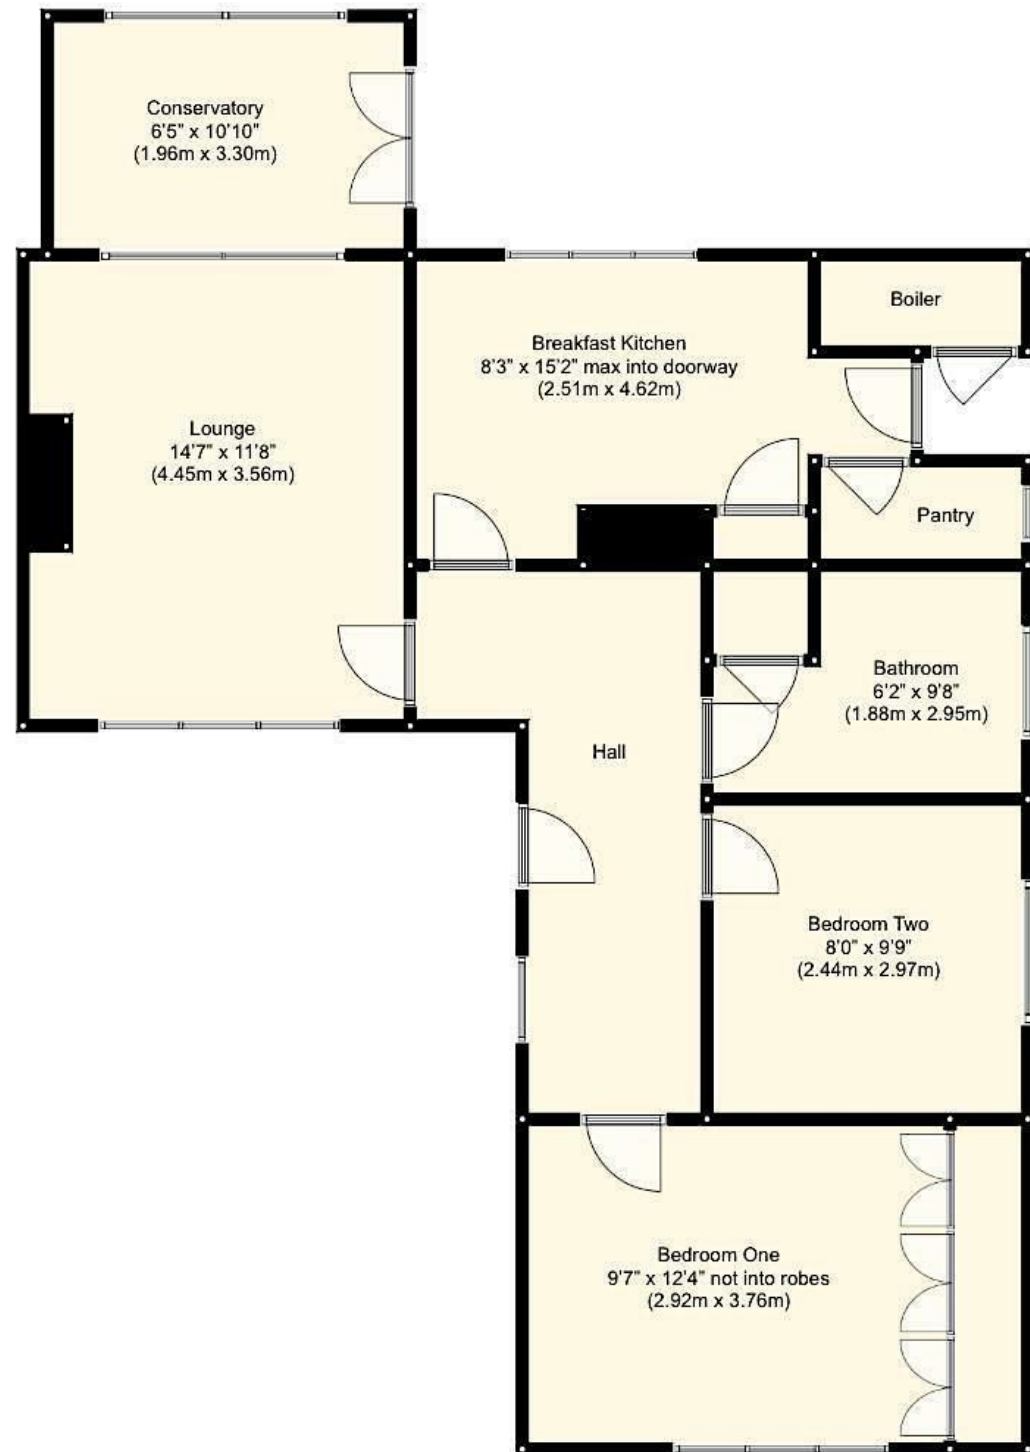 Conservatory
6'5" x 10'10"
(1.96m x 3.30m)
Boiler
Breakfast Kitchen
8'3" x 15'2" max into doorway
(2.51m x 4.62m)
Lounge
14'7" x 11'8"
(4.45m x 3.56m)
Pantry
Bathroom
6'2" x 9'8"
(1.88m x 2.95m)
Hall
Bedroom Two
8'0" x 9'9"
(2.44m x 2.97m)
Bedroom One
9'7" x 12'4" not into robes
(2.92m x 3.76m)